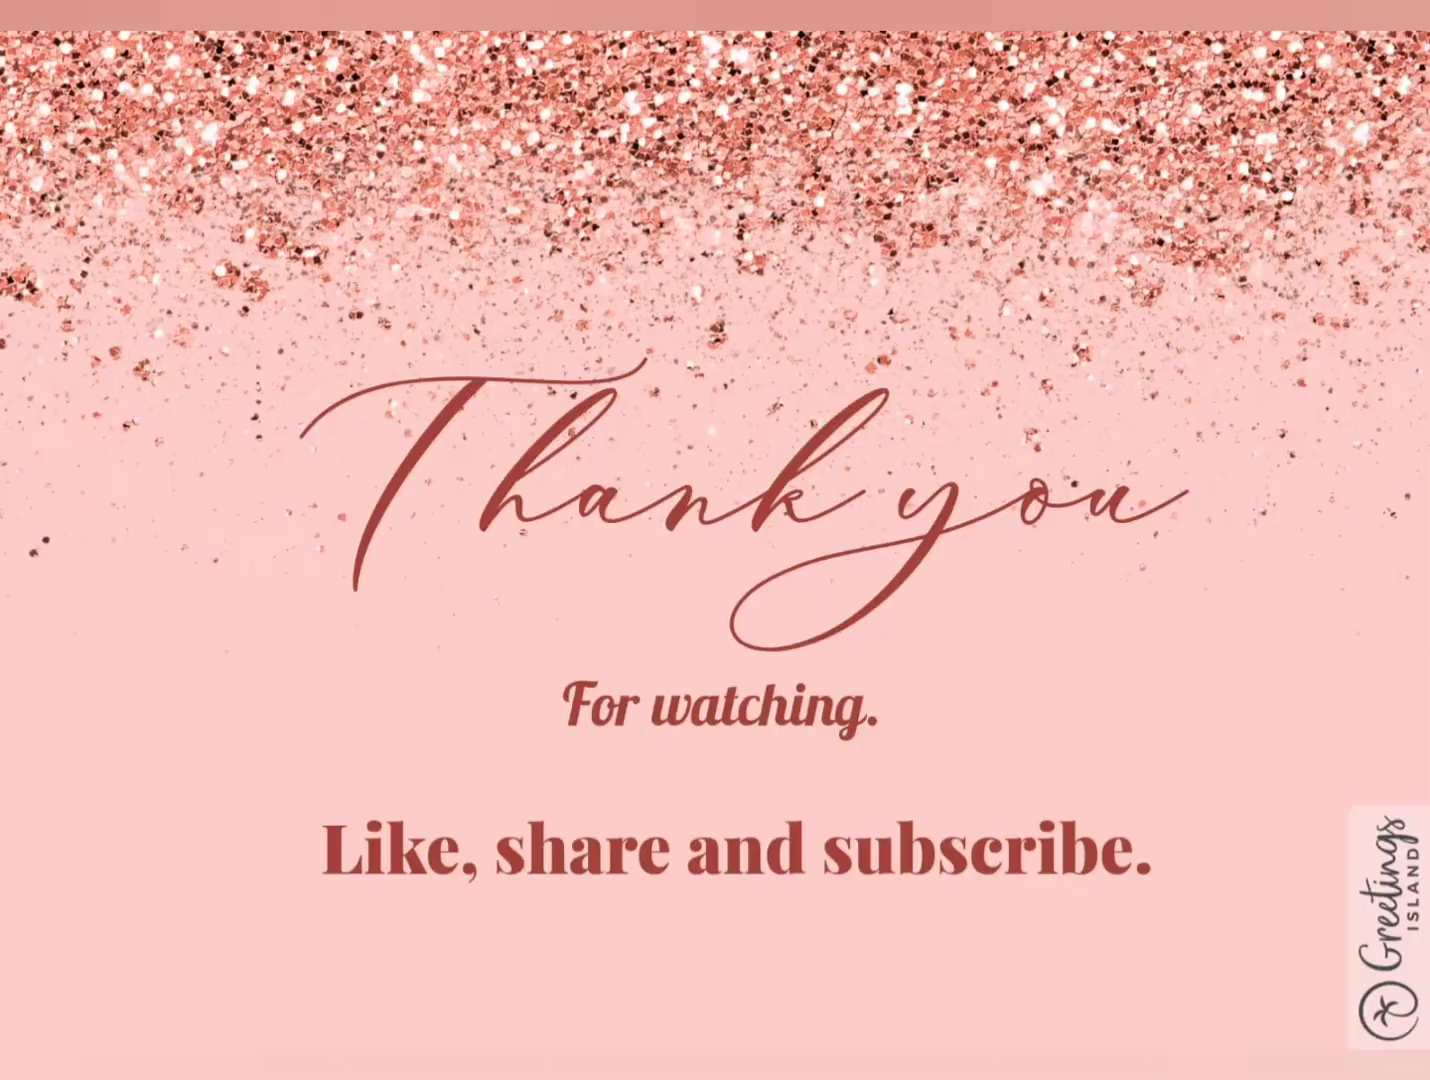 Thank you
For watching.
Like, share and subscribe.
Greetings
ISLAND